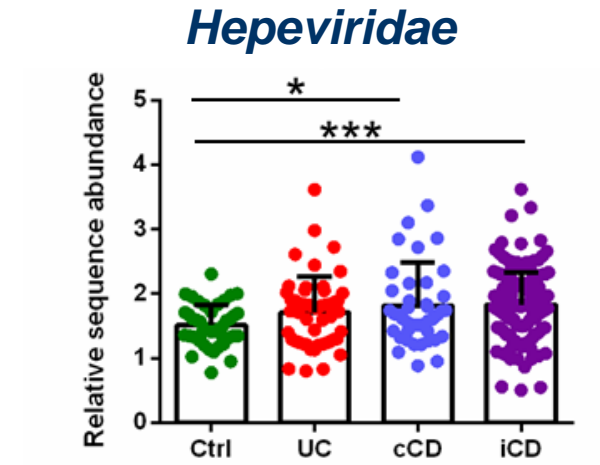 Hepeviridae
Relative sequence abundance
*
***
5
4
3
2
1
0
Ctrl UC cCD iCD